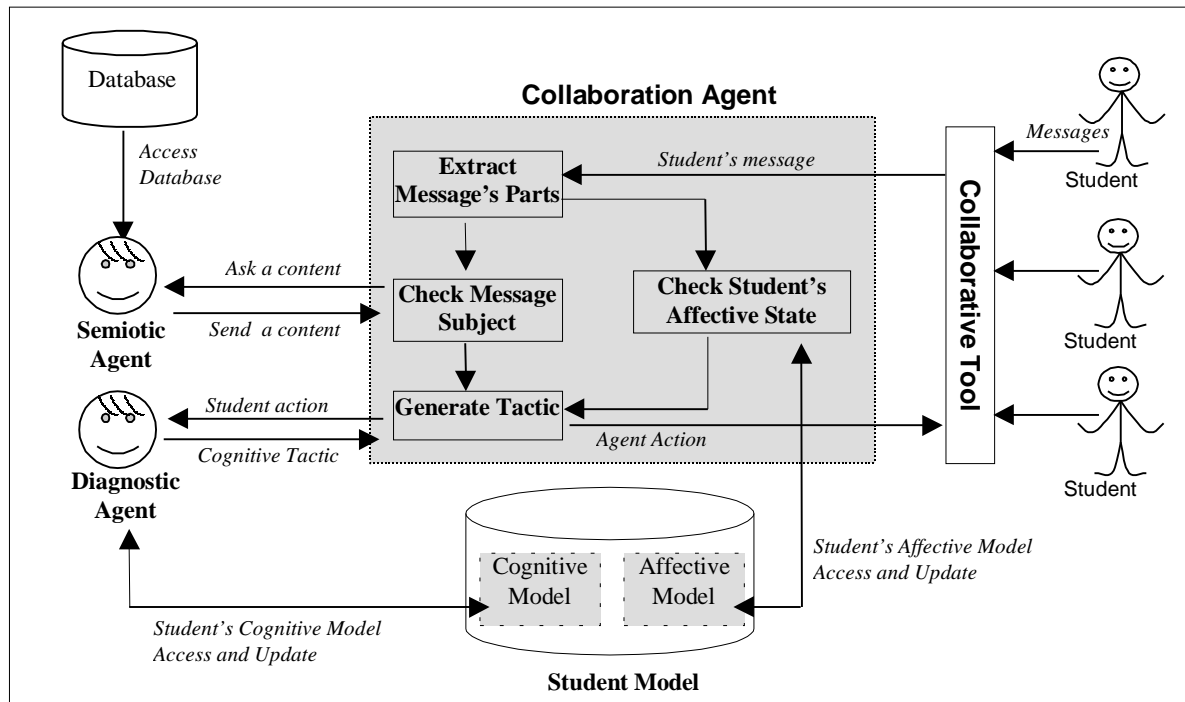 Database
Access
Database
Semiotic
Agent
Ask a content
Send a content
Diagnostic
Agent
Student action
Cognitive Tactic
Collaboration Agent
Extract
Message's Parts
Student's message
Check Message
Subject
Check Student's
Affective State
Generate Tactic
Agent Action
Collaborative Tool
Messages
Student
Student
Student
Cognitive
Model
Affective
Model
Student Model
Student's Cognitive Model
Access and Update
Student's Affective Model
Access and Update